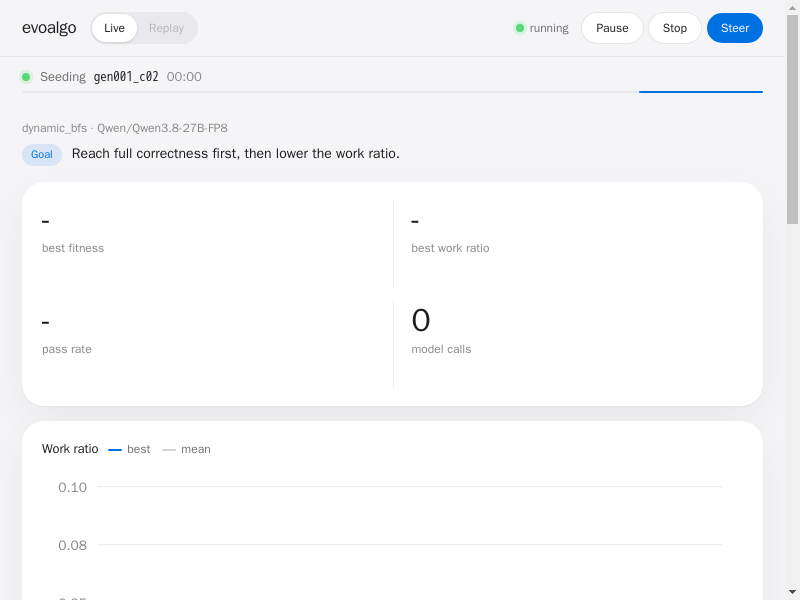 evoalgo Live Replay running Pause Stop Steer
Seeding gen001_c02 00:00
dynamic_bfs · Qwen/Qwen3.8-27B-FP8
Goal Reach full correctness first, then lower the work ratio.
- -
best fitness best work ratio
- 0
pass rate model calls
Work ratio best mean
0.10
0.08